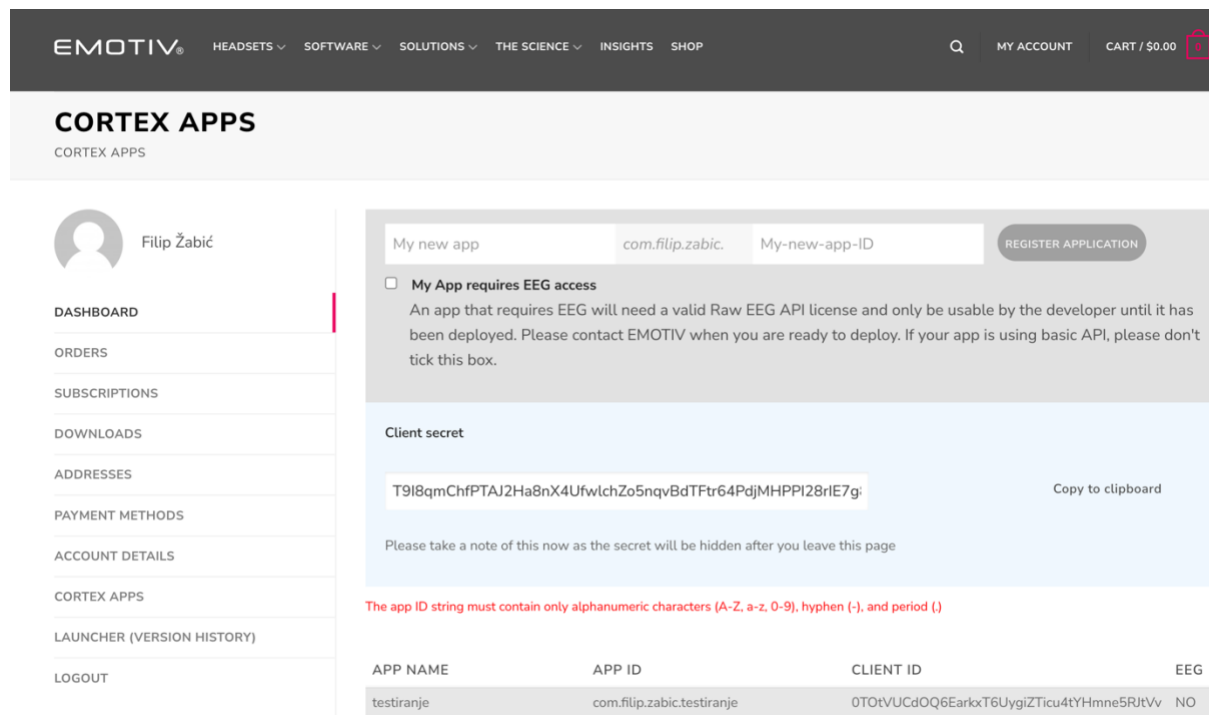 EMOTIV® HEADSETS SOFTWARE SOLUTIONS THE SCIENCE INSIGHTS SHOP MY ACCOUNT CART / $0.00 0
CORTEX APPS
CORTEX APPS
Filip Žabić
DASHBOARD
ORDERS
SUBSCRIPTIONS
DOWNLOADS
ADDRESSES
PAYMENT METHODS
ACCOUNT DETAILS
CORTEX APPS
LAUNCHER (VERSION HISTORY)
LOGOUT
My new app com.filip.zabic. My-new-app-ID REGISTER APPLICATION
My App requires EEG access
An app that requires EEG will need a valid Raw EEG API license and only be usable by the developer until it has
been deployed. Please contact EMOTIV when you are ready to deploy. If your app is using basic API, please don't
tick this box.
Client secret
T9I8qmChfPTAJ2Ha8nX4UfwlchZo5nqvBdTFtr64PdjMHPPI28rIE7g Copy to clipboard
Please take a note of this now as the secret will be hidden after you leave this page
The app ID string must contain only alphanumeric characters (A-Z, a-z, 0-9), hyphen (-), and period (.)
APP NAME APP ID CLIENT ID EEG
testiranje com.filip.zabic.testiranje 0TOtVUCdOQ6EarkxT6UygiZTicu4tYHmne5RJtVv NO